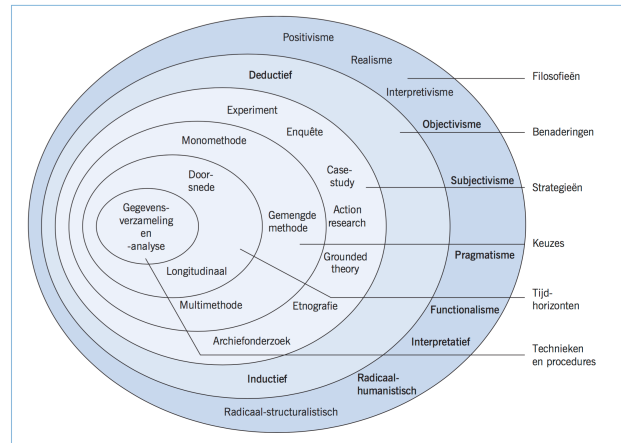 Positivisme
Realisme
Filosofieën
Interpretivisme
Deductief
Objectivisme
Benaderingen
Experiment
Enquête
Monomethode
Case-
study
Subjectivisme
Strategieën
Door-
snede
Gegevens-
verzameling
en
-analyse
Gemengde
methode
Action
research
Keuzes
Pragmatisme
Grounded
theory
Longitudinaal
Tijd-
horizonten
Multimethode
Etnografie
Functionalisme
Archiefonderzoek
Interpretatief
Technieken
en procedures
Inductief
Radicaal-
humanistisch
Radicaal-structuralistisch